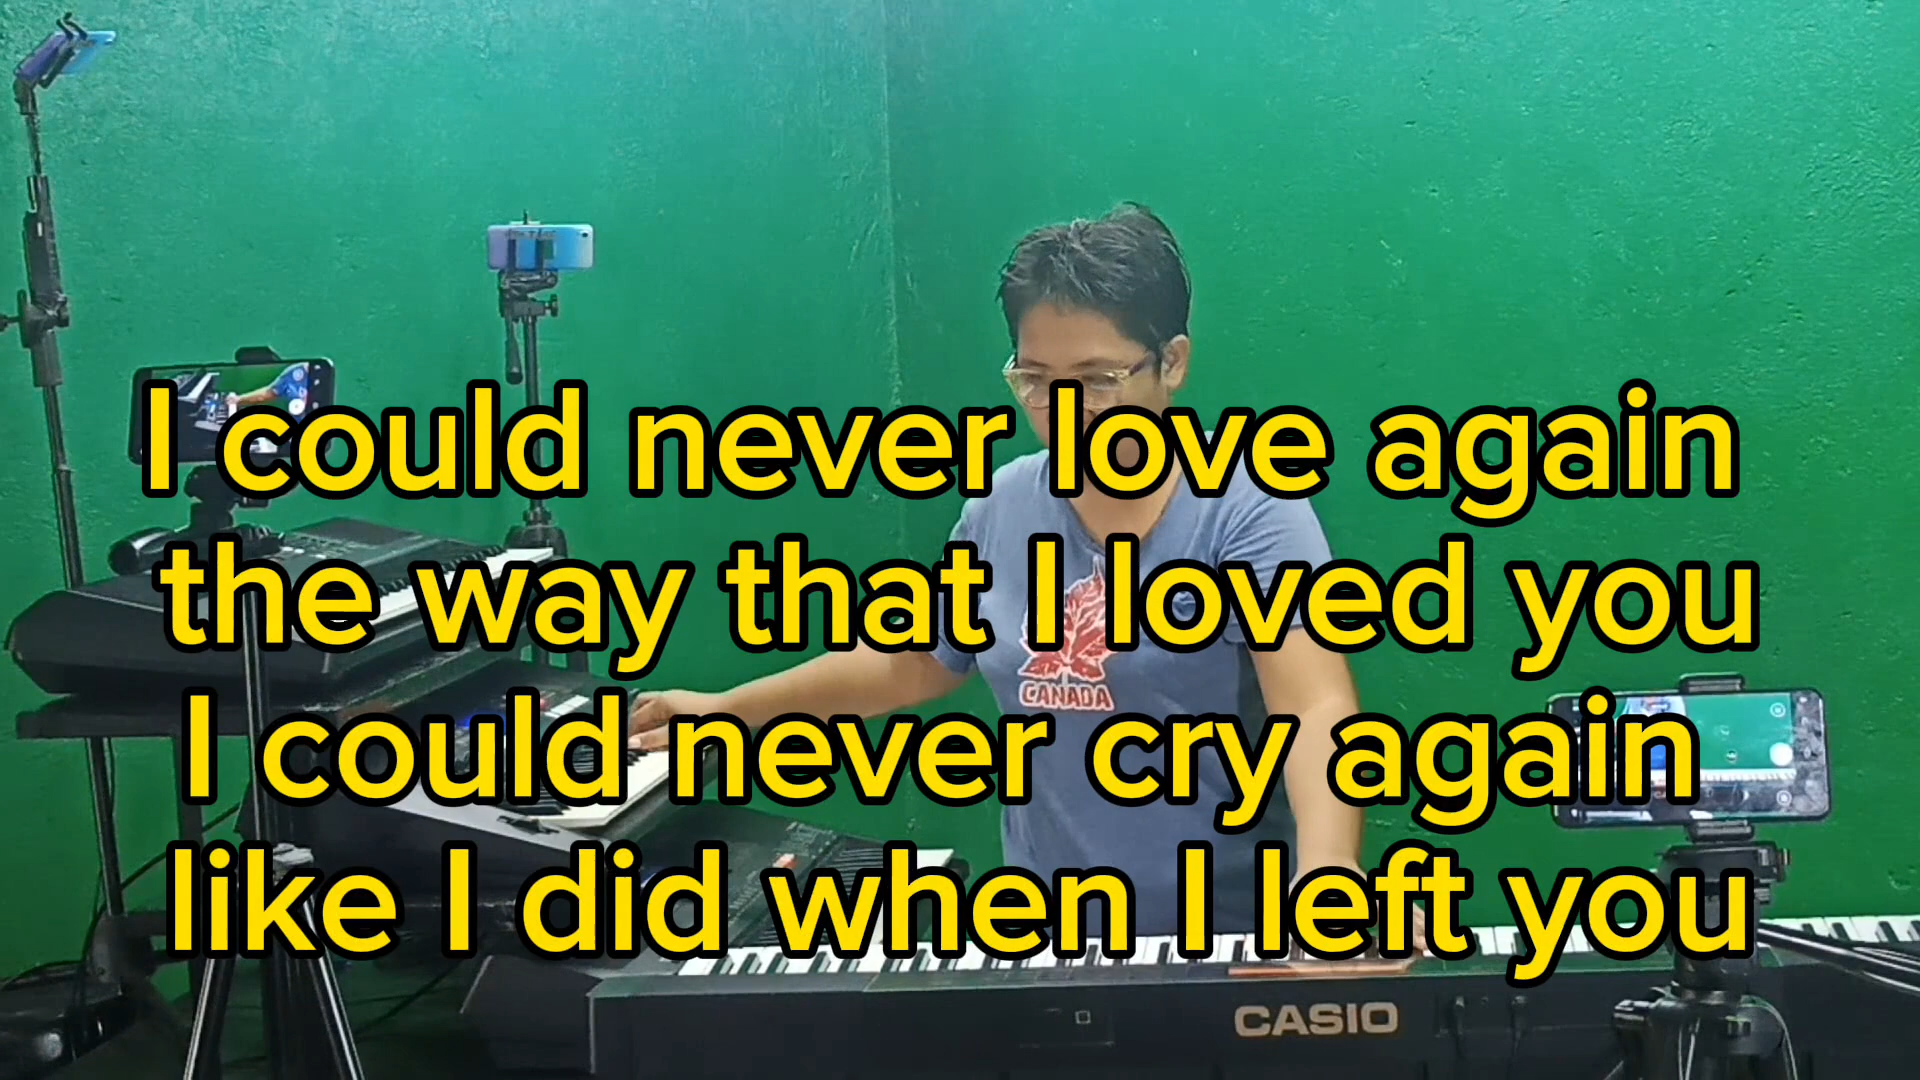 I could never love again
the way that I loved you
I could never cry again
like I did when I left you
CANADA
CASIO